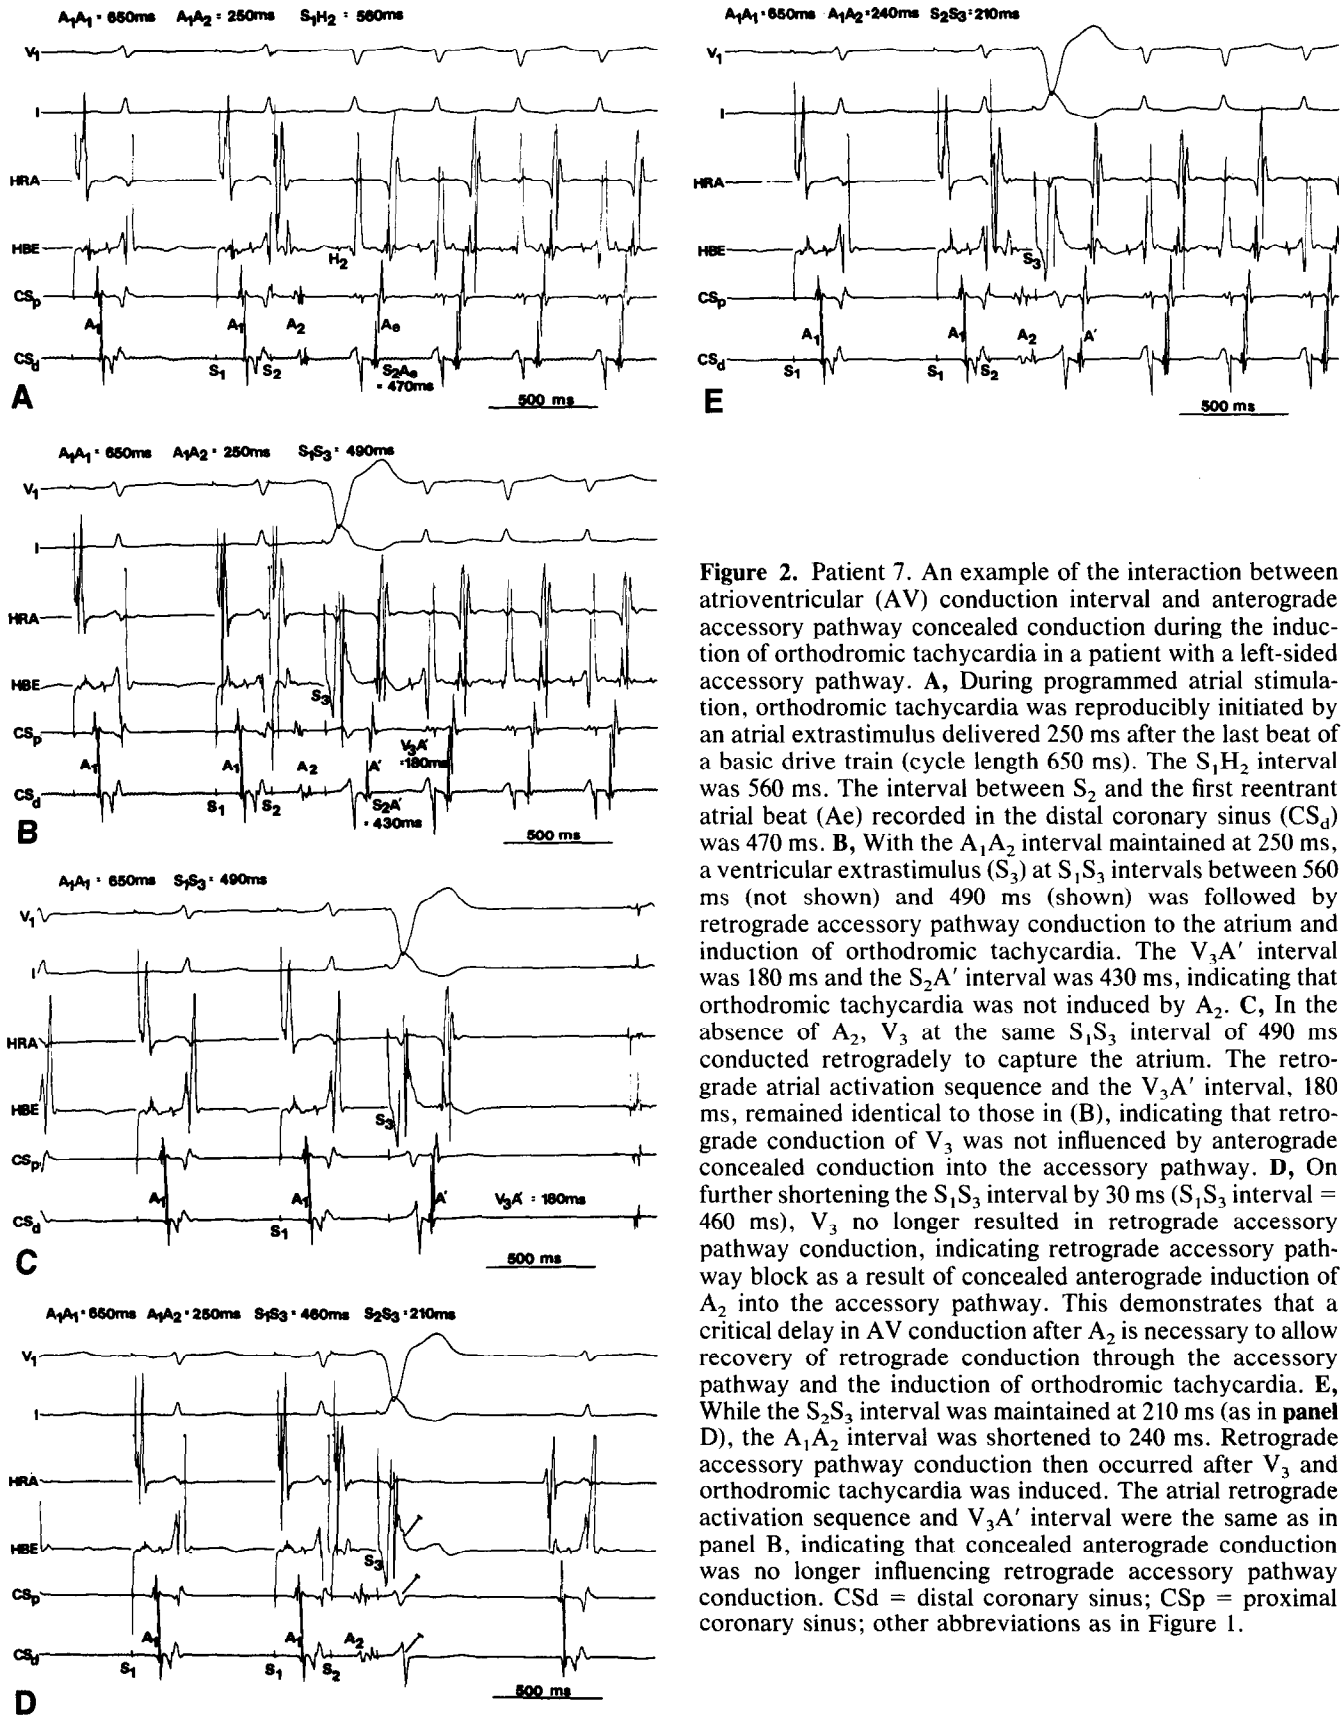 A₁A₁ = 650ms A₁A₂ = 250ms S₁H₂ = 560ms
V₁
I
HRA
HBE
H₂
CSp
A₁ A₁ A₂ Ae
CSd
S₁ S₂ S₂Ae = 470ms
A
500 ms
A₁A₁ = 650ms A₁A₂ = 250ms S₁S₃ = 490ms
V₁
I
HRA
HBE
S₃
CSp
V₃A′ = 180ms
A₁ A₁ A₂ A′
CSd
S₁ S₂ S₂A′ = 430ms
B
500 ms
A₁A₁ = 650ms S₁S₃ = 490ms
V₁
I
HRA
HBE
S₃
CSp
A₁ A₁ A′ V₃A′ = 180ms
CSd
S₁
C
500 ms
A₁A₁ = 650ms A₁A₂ = 250ms S₁S₃ = 460ms S₂S₃ = 210ms
V₁
I
HRA
HBE
S₃
CSp
A₁ A₁ A₂
CSd
S₁ S₁ S₂
D
500 ms
A₁A₁ = 650ms A₁A₂ = 240ms S₂S₃ = 210ms
V₁
I
HRA
HBE
S₃
CSp
A₁ A₁ A₂ A′
CSd
S₁ S₁ S₂
E
500 ms
Figure 2. Patient 7. An example of the interaction between
atrioventricular (AV) conduction interval and anterograde
accessory pathway concealed conduction during the induc-
tion of orthodromic tachycardia in a patient with a left-sided
accessory pathway. A, During programmed atrial stimula-
tion, orthodromic tachycardia was reproducibly initiated by
an atrial extrastimulus delivered 250 ms after the last beat of
a basic drive train (cycle length 650 ms). The S₁H₂ interval
was 560 ms. The interval between S₂ and the first reentrant
atrial beat (Ae) recorded in the distal coronary sinus (CSd)
was 470 ms. B, With the A₁A₂ interval maintained at 250 ms,
a ventricular extrastimulus (S₃) at S₁S₃ intervals between 560
ms (not shown) and 490 ms (shown) was followed by
retrograde accessory pathway conduction to the atrium and
induction of orthodromic tachycardia. The V₃A′ interval
was 180 ms and the S₂A′ interval was 430 ms, indicating that
orthodromic tachycardia was not induced by A₂. C, In the
absence of A₂, V₃ at the same S₁S₃ interval of 490 ms
conducted retrogradely to capture the atrium. The retro-
grade atrial activation sequence and the V₃A′ interval, 180
ms, remained identical to those in (B), indicating that retro-
grade conduction of V₃ was not influenced by anterograde
concealed conduction into the accessory pathway. D, On
further shortening the S₁S₃ interval by 30 ms (S₁S₃ interval =
460 ms), V₃ no longer resulted in retrograde accessory
pathway conduction, indicating retrograde accessory path-
way block as a result of concealed anterograde induction of
A₂ into the accessory pathway. This demonstrates that a
critical delay in AV conduction after A₂ is necessary to allow
recovery of retrograde conduction through the accessory
pathway and the induction of orthodromic tachycardia. E,
While the S₂S₃ interval was maintained at 210 ms (as in panel
D), the A₁A₂ interval was shortened to 240 ms. Retrograde
accessory pathway conduction then occurred after V₃ and
orthodromic tachycardia was induced. The atrial retrograde
activation sequence and V₃A′ interval were the same as in
panel B, indicating that concealed anterograde conduction
was no longer influencing retrograde accessory pathway
conduction. CSd = distal coronary sinus; CSp = proximal
coronary sinus; other abbreviations as in Figure 1.